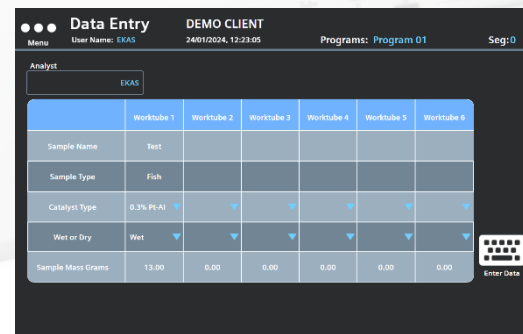 Data Entry DEMO CLIENT
Menu User Name: EKAS 24/01/2024, 12:23:05 Programs: Program 01 Seg:0
Analyst
EKAS
Worktube 1 Worktube 2 Worktube 3 Worktube 4 Worktube 5 Worktube 6
Sample Name Test
Sample Type Fish
Catalyst Type 0.3% Pt-Al
Wet or Dry Wet
Sample Mass Grams 13.00 0.00 0.00 0.00 0.00 0.00
Enter Data